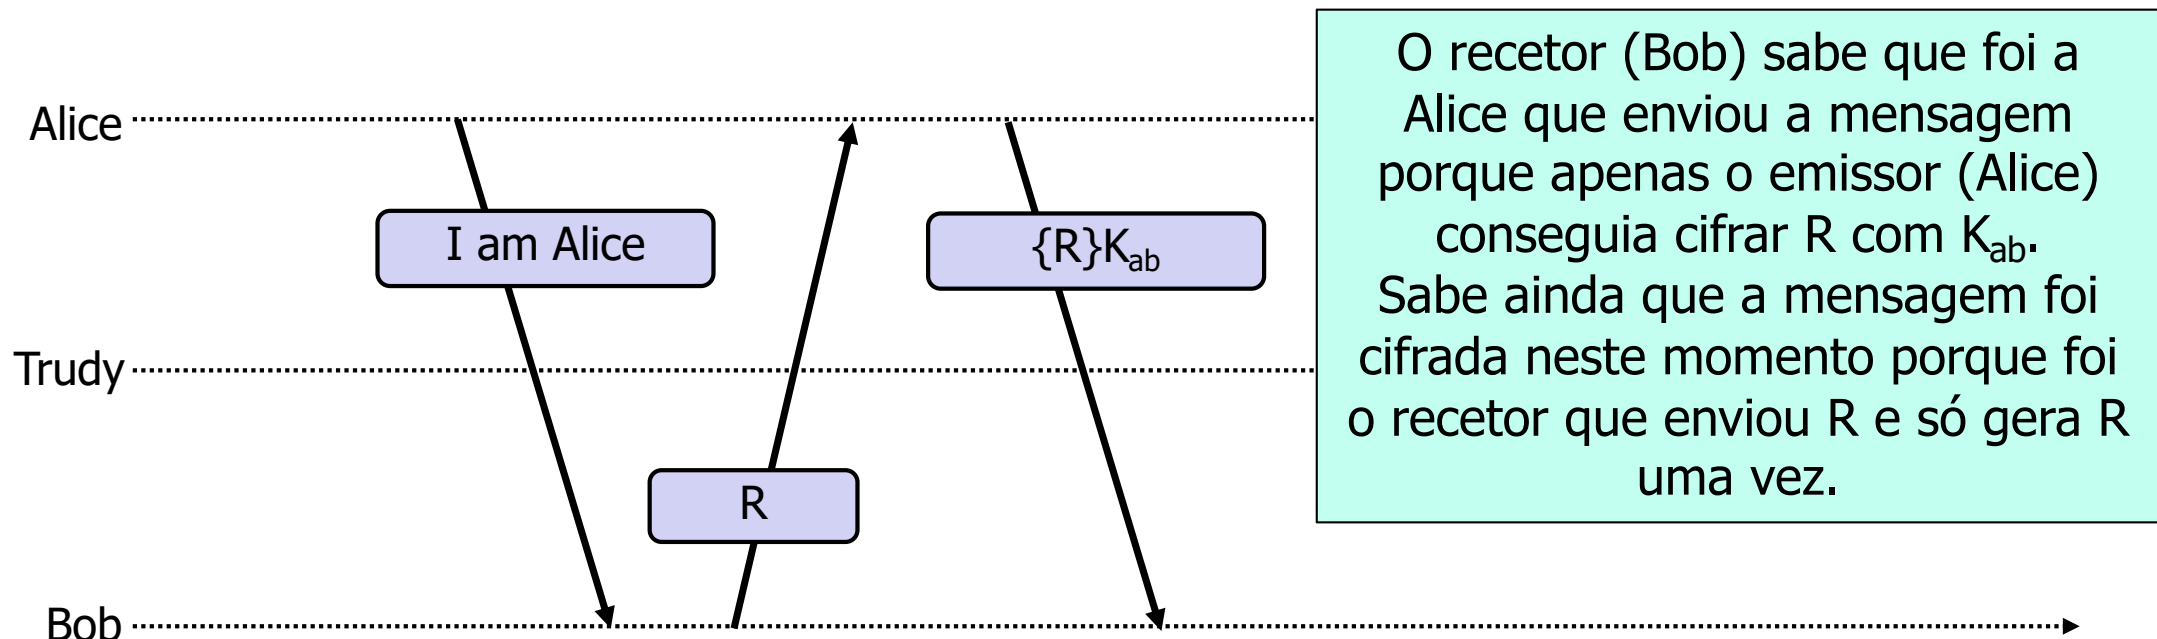 Alice
I am Alice
{R}K_ab
Trudy
R
Bob
O recetor (Bob) sabe que foi a
Alice que enviou a mensagem
porque apenas o emissor (Alice)
conseguia cifrar R com K_ab.
Sabe ainda que a mensagem foi
cifrada neste momento porque foi
o recetor que enviou R e só gera R
uma vez.